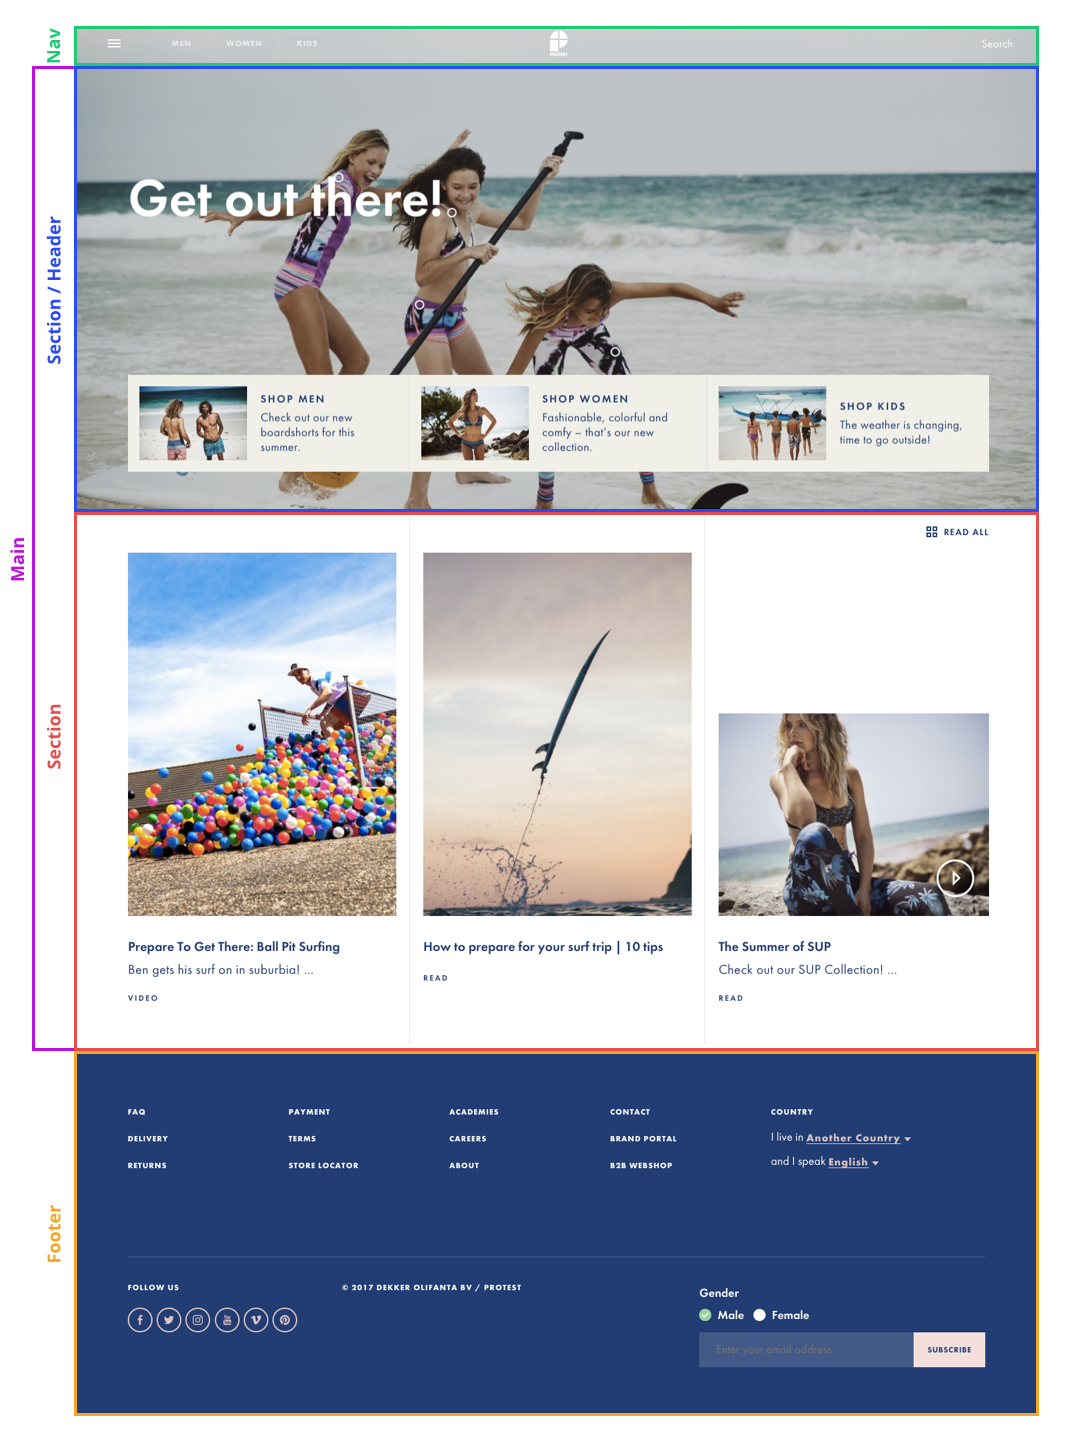 Nav
MEN
WOMEN
KIDS
PROTEST
Search
Main
Section / Header
Get out there!
SHOP MEN
Check out our new
boardshorts for this
summer.
SHOP WOMEN
Fashionable, colorful and
comfy – that's our new
collection.
SHOP KIDS
The weather is changing,
time to go outside!
Section
READ ALL
Prepare To Get There: Ball Pit Surfing
Ben gets his surf on in suburbia! ...
VIDEO
How to prepare for your surf trip | 10 tips
READ
The Summer of SUP
Check out our SUP Collection! ...
READ
Footer
FAQ
DELIVERY
RETURNS
PAYMENT
TERMS
STORE LOCATOR
ACADEMIES
CAREERS
ABOUT
CONTACT
BRAND PORTAL
B2B WEBSHOP
COUNTRY
I live in Another Country
and I speak English
FOLLOW US
© 2017 DEKKER OLIFANTA BV / PROTEST
Gender
Male Female
Enter your email address
SUBSCRIBE